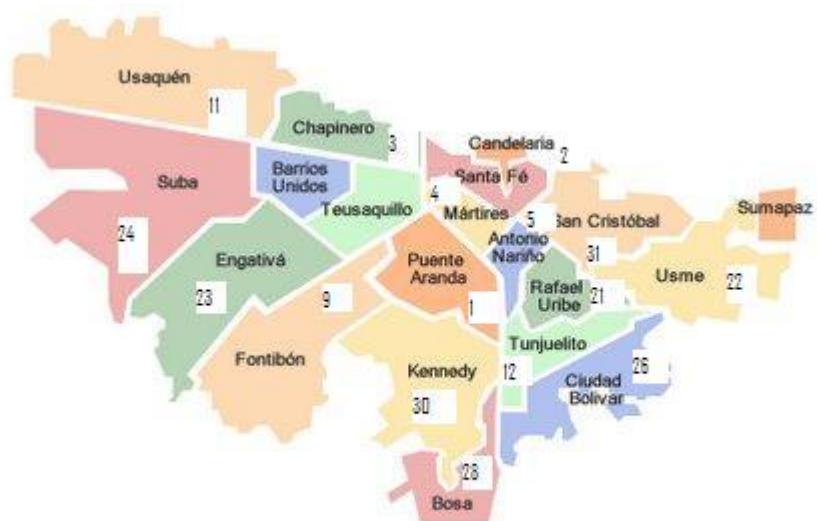 Usaquén
11
Chapinero
3
Candelaria
2
Barrios
Unidos
Suba
Santa Fé
4
Teusaquillo
Mártires
5
San Cristóbal
Sumapaz
24
Antonio
Nariño
Engativá
Puente
Aranda
31
Usme
22
23
9
Rafael
Uribe
21
1
Fontibón
Kennedy
Tunjuelito
12
26
Ciudad
Bolivar
30
28
Bosa